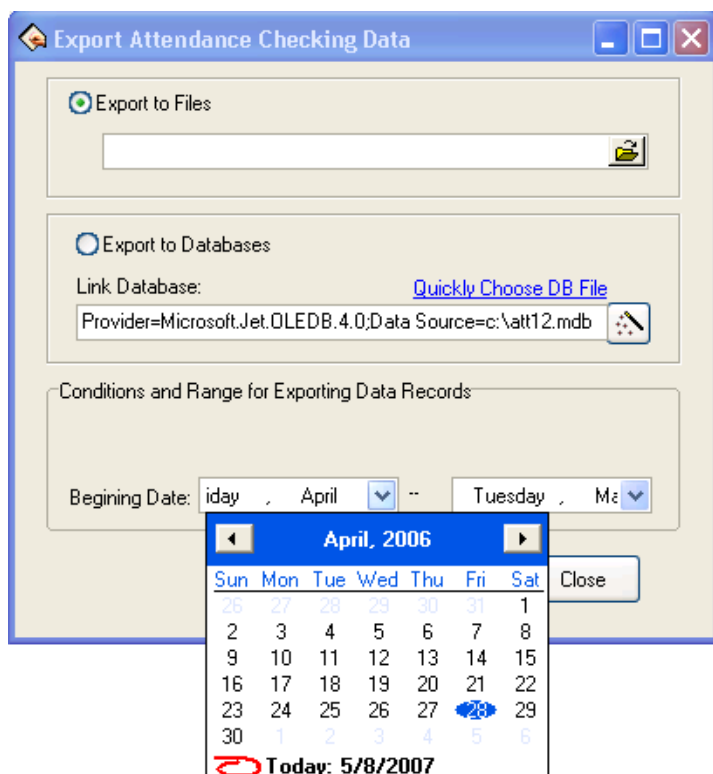 Export Attendance Checking Data
Export to Files
Export to Databases
Link Database: Quickly Choose DB File
Provider=Microsoft.Jet.OLEDB.4.0;Data Source=c:\att12.mdb
Conditions and Range for Exporting Data Records
Begining Date: iday , April -- Tuesday , Ma
April, 2006
Sun Mon Tue Wed Thu Fri Sat
26 27 28 29 30 31 1
2 3 4 5 6 7 8
Close
9 10 11 12 13 14 15
16 17 18 19 20 21 22
23 24 25 26 27 28 29
30 1 2 3 4 5 6
Today: 5/8/2007